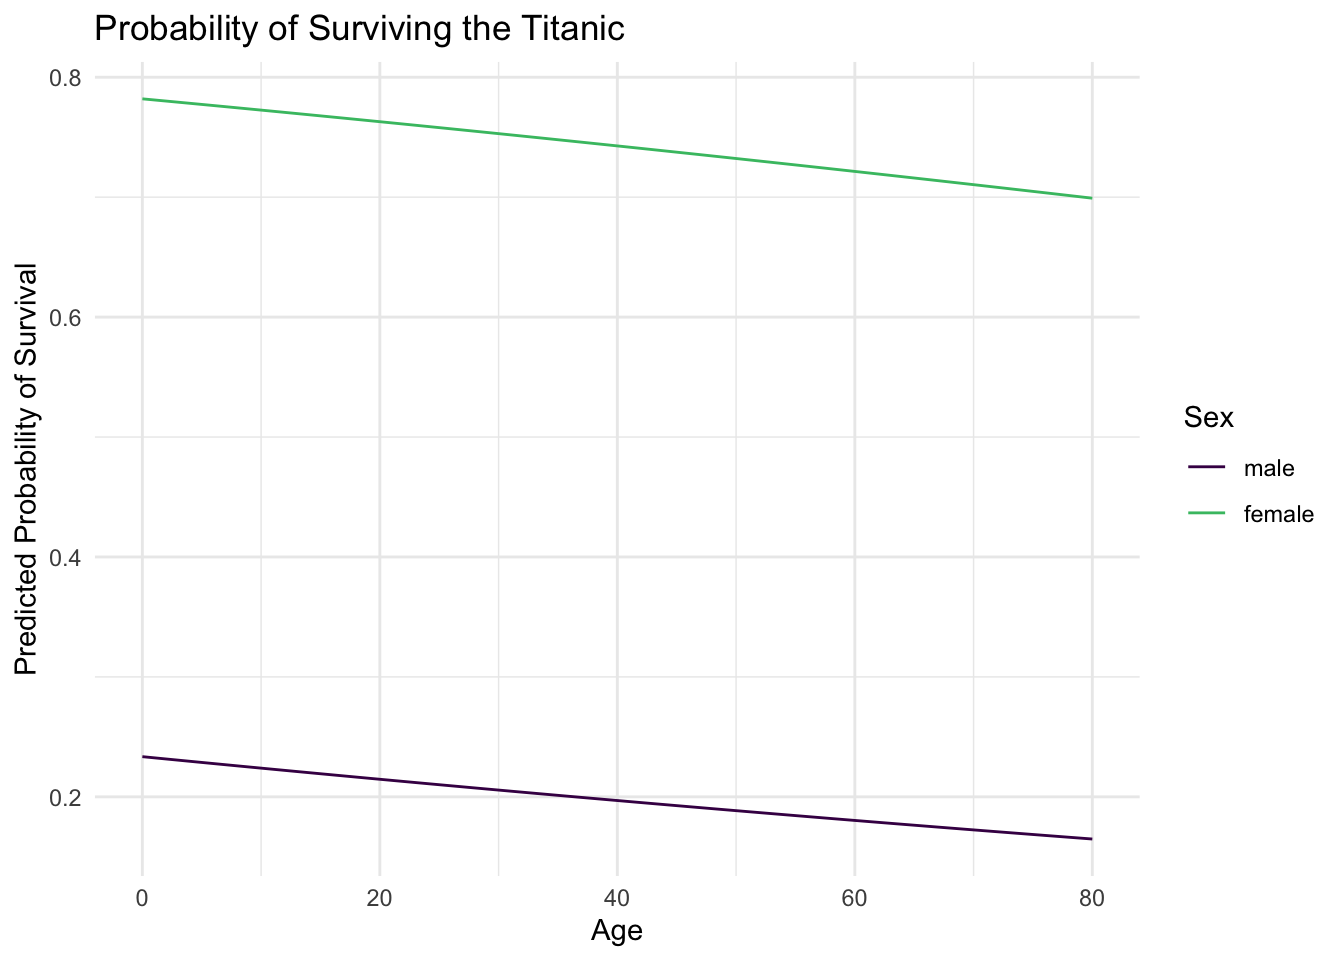 Probability of Surviving the Titanic
Predicted Probability of Survival
0.8
0.6
0.4
0.2
0 20 40 60 80
Age
Sex
male
female